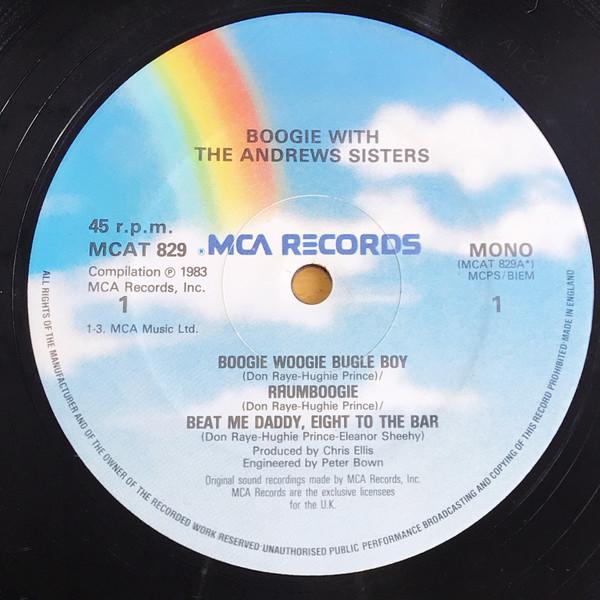 BOOGIE WITH
THE ANDREWS SISTERS
45 r.p.m.
MCAT 829
MCA RECORDS
MONO
(MCAT 829A*)
MCPS/BIEM
Compilation ℗ 1983
MCA Records, Inc.
1
1
1-3. MCA Music Ltd.
BOOGIE WOOGIE BUGLE BOY
(Don Raye-Hughie Prince)/
RHUMBOOGIE
(Don Raye-Hughie Prince)/
BEAT ME DADDY, EIGHT TO THE BAR
(Don Raye-Hughie Prince-Eleanor Sheehy)
Produced by Chris Ellis
Engineered by Peter Bown
Original sound recordings made by MCA Records, Inc.
MCA Records are the exclusive licensees
for the U.K.
ALL RIGHTS OF THE MANUFACTURER AND OF THE OWNER OF THE RECORDED WORK RESERVED UNAUTHORISED PUBLIC PERFORMANCE BROADCASTING AND COPYING OF THIS RECORD PROHIBITED MADE IN ENGLAND